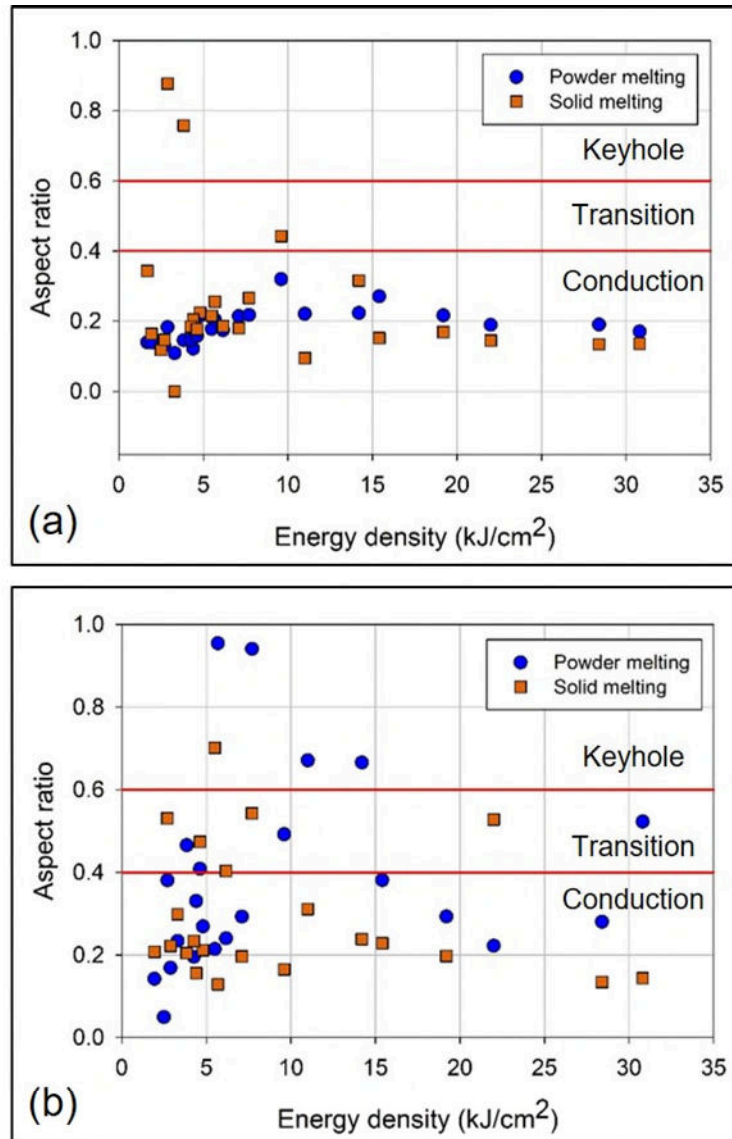 1.0
Powder melting
Solid melting
0.8
Keyhole
0.6
Transition
0.4
Conduction
0.2
0.0
Aspect ratio
0 5 10 15 20 25 30 35
(a)
Energy density (kJ/cm²)
1.0
Powder melting
Solid melting
0.8
Keyhole
0.6
Transition
0.4
Conduction
0.2
0.0
Aspect ratio
0 5 10 15 20 25 30 35
(b)
Energy density (kJ/cm²)